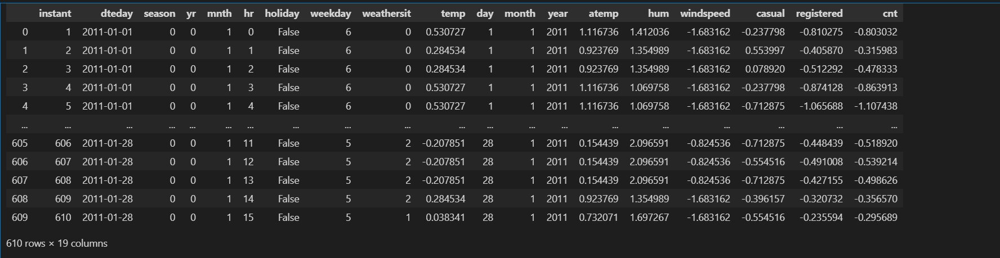 instant dteday season yr mnth hr holiday weekday weathersit temp day month year atemp hum windspeed casual registered cnt
0 1 2011-01-01 0 0 1 0 False 6 0 0.530727 1 1 2011 1.116736 1.412036 -1.683162 -0.237798 -0.810275 -0.803032
1 2 2011-01-01 0 0 1 1 False 6 0 0.284534 1 1 2011 0.923769 1.354989 -1.683162 0.553997 -0.405870 -0.315983
2 3 2011-01-01 0 0 1 2 False 6 0 0.284534 1 1 2011 0.923769 1.354989 -1.683162 0.078920 -0.512292 -0.478333
3 4 2011-01-01 0 0 1 3 False 6 0 0.530727 1 1 2011 1.116736 1.069758 -1.683162 -0.237798 -0.874128 -0.863913
4 5 2011-01-01 0 0 1 4 False 6 0 0.530727 1 1 2011 1.116736 1.069758 -1.683162 -0.712875 -1.065688 -1.107438
... ... ... ... ... ... ... ... ... ... ... ... ... ... ... ... ... ... ... ...
605 606 2011-01-28 0 0 1 11 False 5 2 -0.207851 28 1 2011 0.154439 2.096591 -0.824536 -0.712875 -0.448439 -0.518920
606 607 2011-01-28 0 0 1 12 False 5 2 -0.207851 28 1 2011 0.154439 2.096591 -0.824536 -0.554516 -0.491008 -0.539214
607 608 2011-01-28 0 0 1 13 False 5 2 -0.207851 28 1 2011 0.154439 2.096591 -0.824536 -0.712875 -0.427155 -0.498626
608 609 2011-01-28 0 0 1 14 False 5 2 0.284534 28 1 2011 0.923769 1.354989 -1.683162 -0.396157 -0.320732 -0.356570
609 610 2011-01-28 0 0 1 15 False 5 1 0.038341 28 1 2011 0.732071 1.697267 -1.683162 -0.554516 -0.235594 -0.295689
610 rows × 19 columns